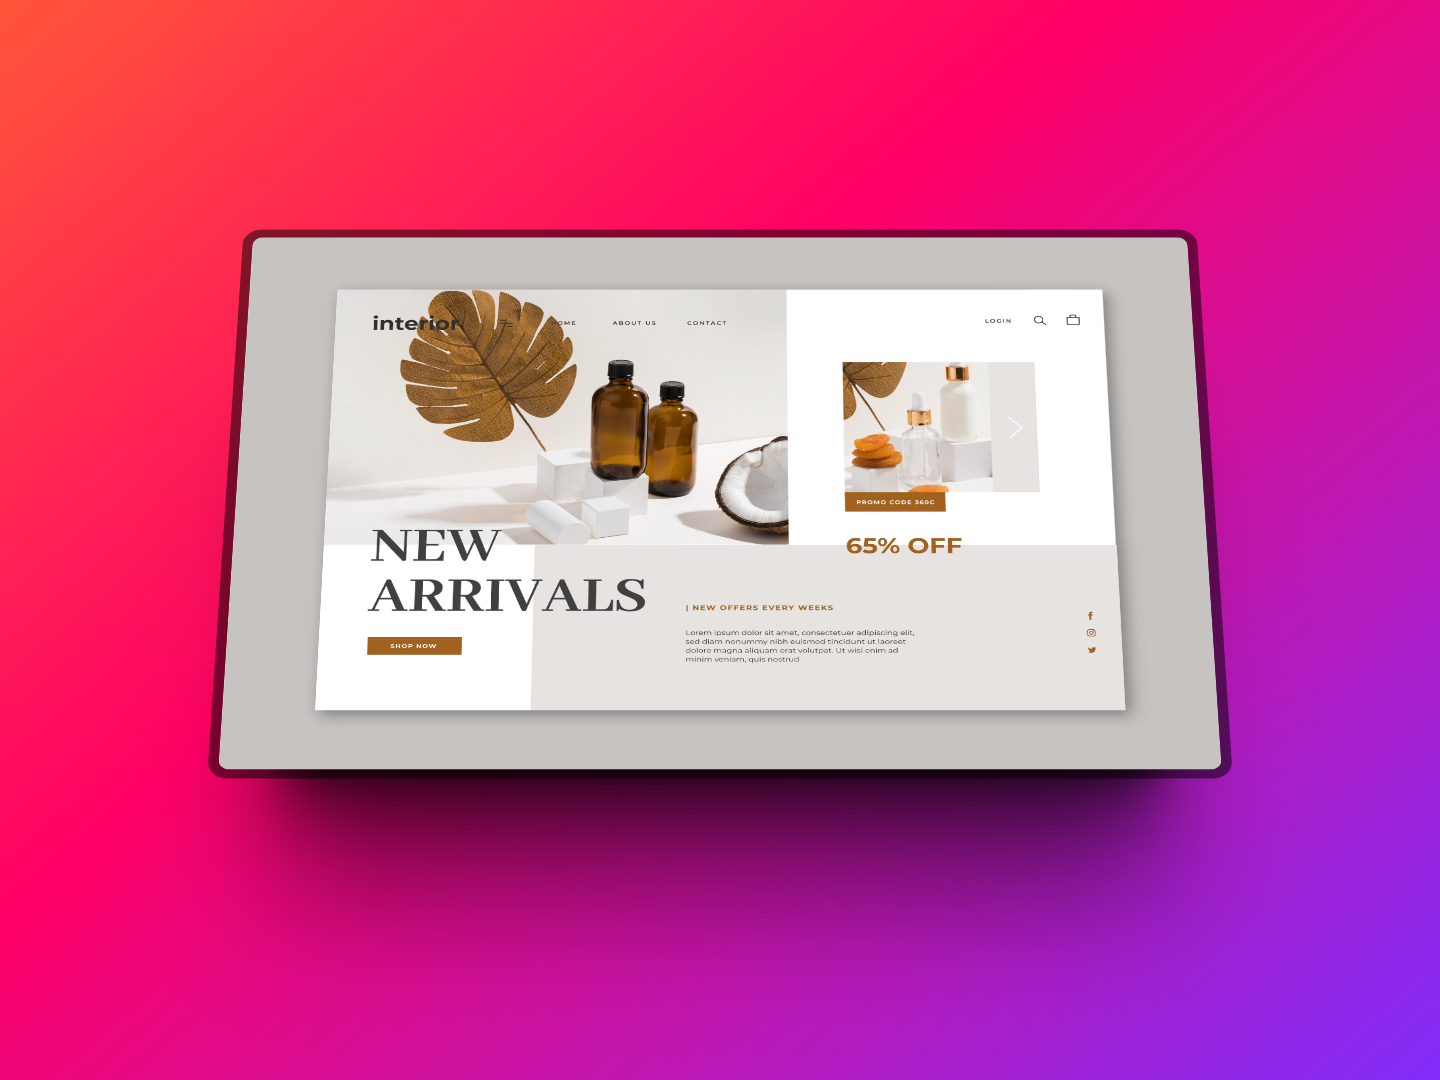 interior
HOME
ABOUT US
CONTACT
LOGIN
PROMO CODE 360C
65% OFF
NEW
ARRIVALS
SHOP NOW
| NEW OFFERS EVERY WEEKS
Lorem ipsum dolor sit amet, consectetuer adipiscing elit,
sed diam nonummy nibh euismod tincidunt ut laoreet
dolore magna aliquam erat volutpat. Ut wisi enim ad
minim veniam, quis nostrud